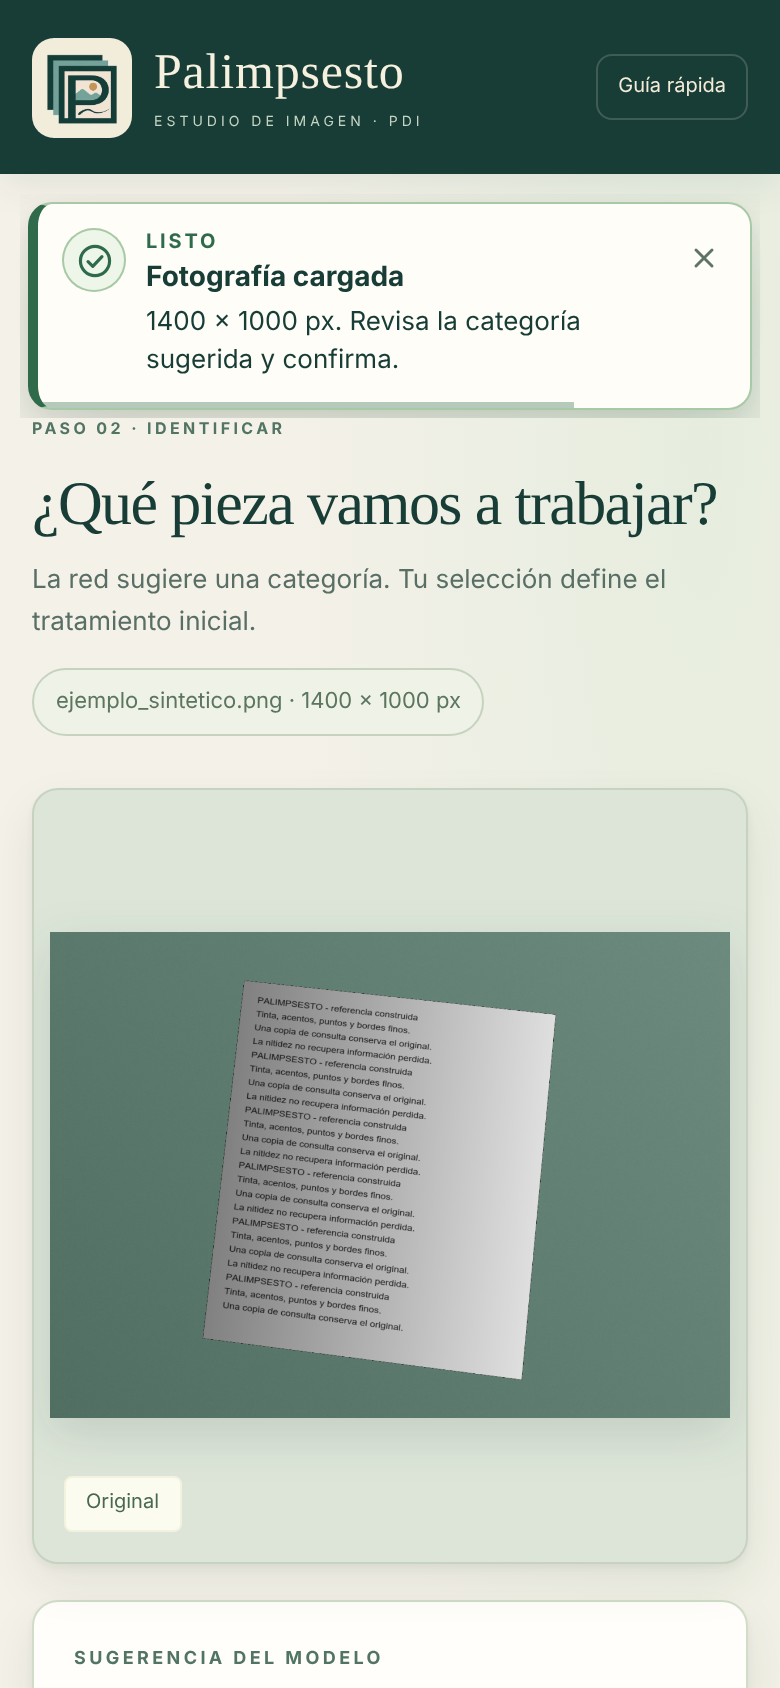 Palimpsesto
ESTUDIO DE IMAGEN · PDI
Guía rápida
LISTO
Fotografía cargada
1400 × 1000 px. Revisa la categoría
sugerida y confirma.
PASO 02 · IDENTIFICAR
¿Qué pieza vamos a trabajar?
La red sugiere una categoría. Tu selección define el
tratamiento inicial.
ejemplo_sintetico.png · 1400 × 1000 px
PALIMPSESTO - referencia construida
Tinta, acentos, puntos y bordes finos.
Una copia de consulta conserva el original.
La nitidez no recupera información perdida.
PALIMPSESTO - referencia construida
Tinta, acentos, puntos y bordes finos.
Una copia de consulta conserva el original.
La nitidez no recupera información perdida.
PALIMPSESTO - referencia construida
Tinta, acentos, puntos y bordes finos.
Una copia de consulta conserva el original.
La nitidez no recupera información perdida.
PALIMPSESTO - referencia construida
Tinta, acentos, puntos y bordes finos.
Una copia de consulta conserva el original.
La nitidez no recupera información perdida.
PALIMPSESTO - referencia construida
Tinta, acentos, puntos y bordes finos.
Una copia de consulta conserva el original.
La nitidez no recupera información perdida.
PALIMPSESTO - referencia construida
Tinta, acentos, puntos y bordes finos.
Una copia de consulta conserva el original.
Original
SUGERENCIA DEL MODELO